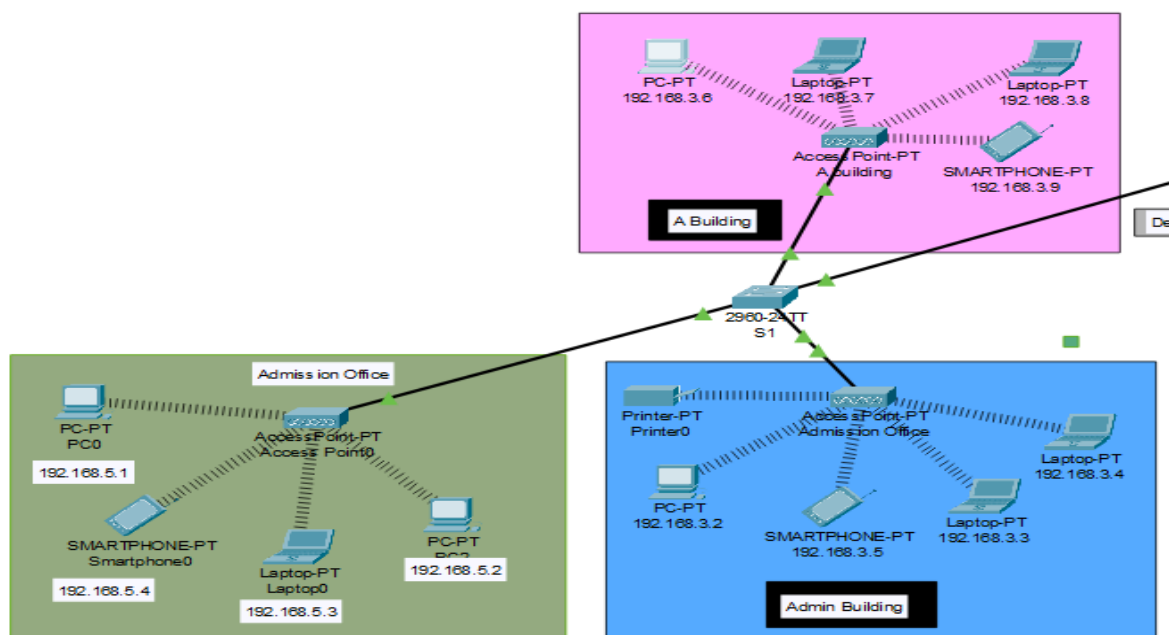 PC-PT
192.168.3.6
Laptop-PT
192.168.3.7
Laptop-PT
192.168.3.8
Access Point-PT
A building
SMARTPHONE-PT
192.168.3.9
A Building
De
2960-24TT
S1
Admission Office
PC-PT
PC0
192.168.5.1
Access Point-PT
Access Point0
SMARTPHONE-PT
Smartphone0
192.168.5.4
Laptop-PT
Laptop0
192.168.5.3
PC-PT
PC2
192.168.5.2
Printer-PT
Printer0
Access Point-PT
Admission Office
Laptop-PT
192.168.3.4
PC-PT
192.168.3.2
SMARTPHONE-PT
192.168.3.5
Laptop-PT
192.168.3.3
Admin Building